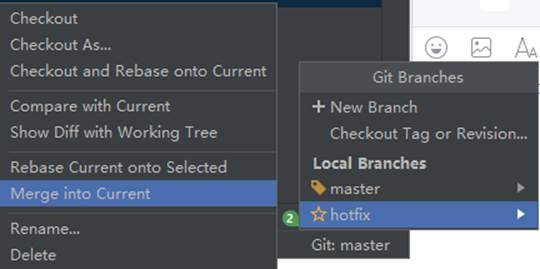 Checkout
Checkout As...
Checkout and Rebase onto Current
Compare with Current
Show Diff with Working Tree
Rebase Current onto Selected
Merge into Current
Rename...
Delete
AA
Git Branches
+ New Branch
Checkout Tag or Revision...
Local Branches
master
2
hotfix
Git: master